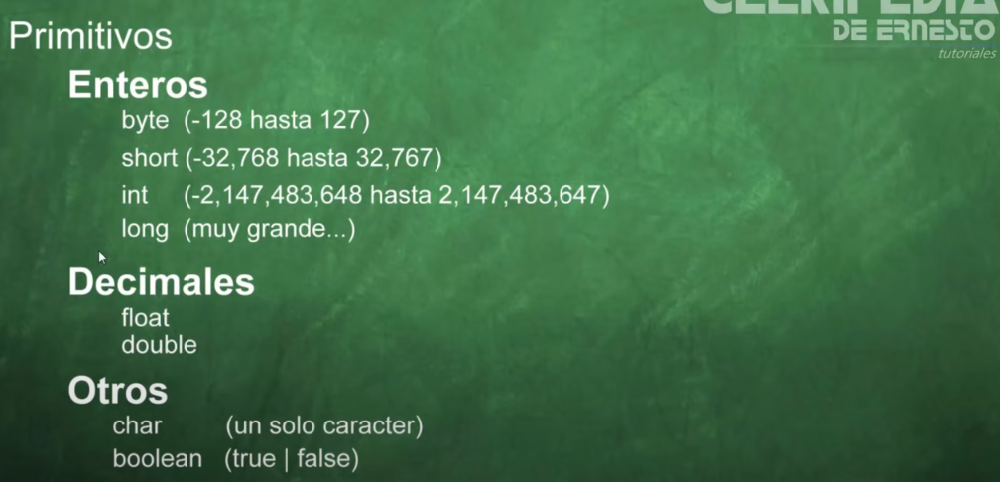 DE ERNESTO
tutoriales
Primitivos
Enteros
byte (-128 hasta 127)
short (-32,768 hasta 32,767)
int (-2,147,483,648 hasta 2,147,483,647)
long (muy grande...)
Decimales
float
double
Otros
char (un solo caracter)
boolean (true | false)